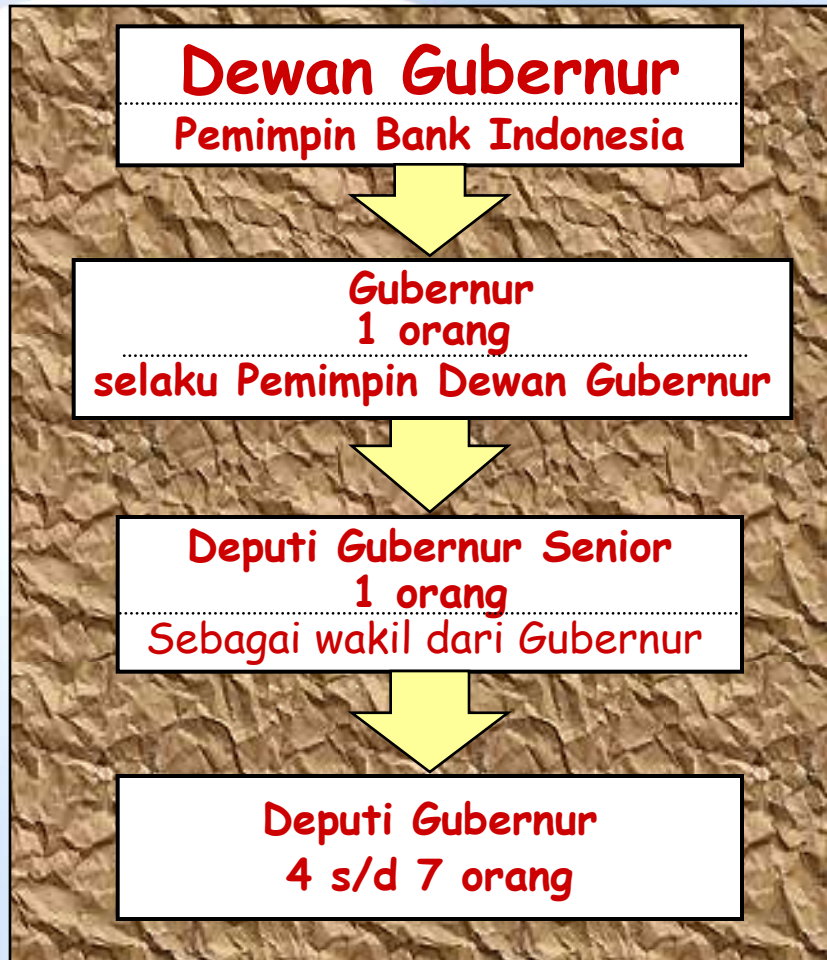 Dewan Gubernur
Pemimpin Bank Indonesia
Gubernur
1 orang
selaku Pemimpin Dewan Gubernur
Deputi Gubernur Senior
1 orang
Sebagai wakil dari Gubernur
Deputi Gubernur
4 s/d 7 orang